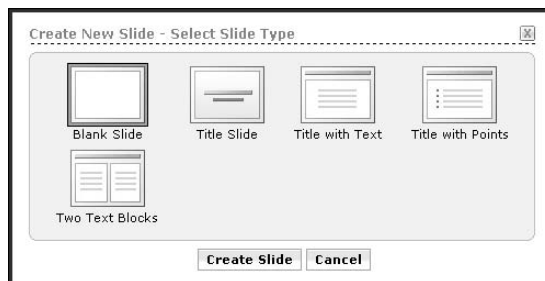 Create New Slide - Select Slide Type X
Blank Slide Title Slide Title with Text Title with Points
Two Text Blocks
Create Slide Cancel